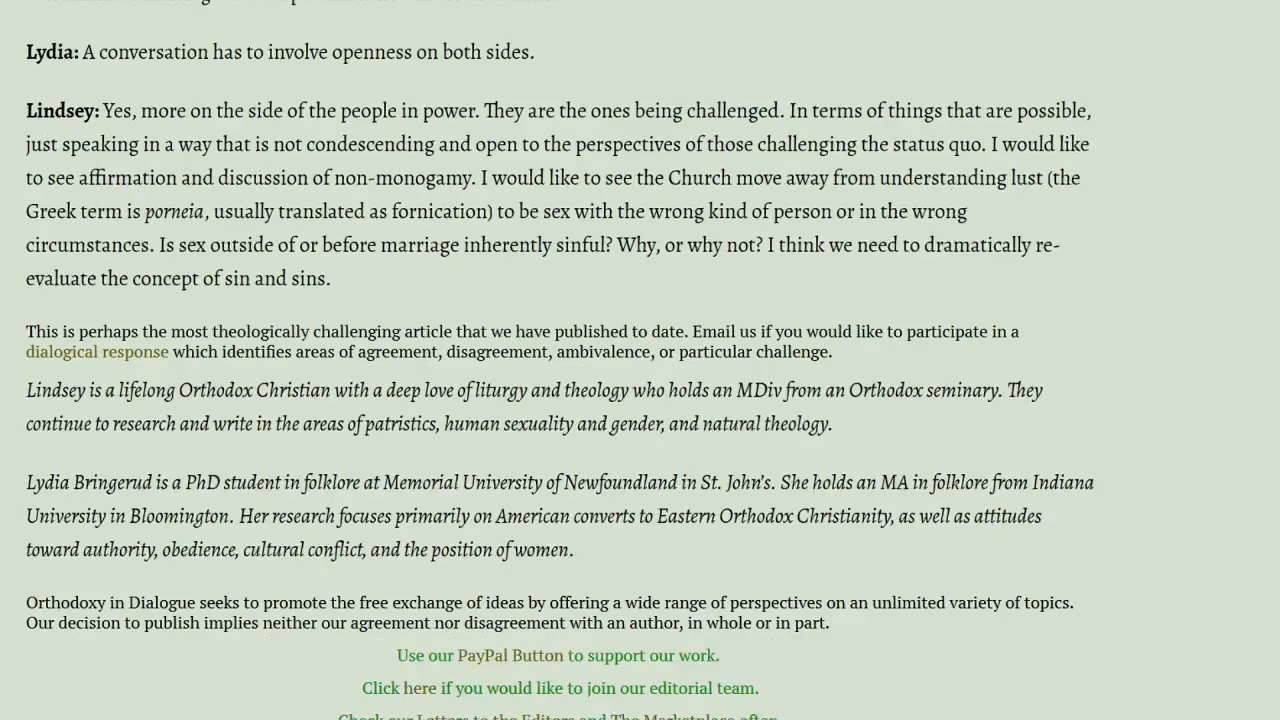 Lydia: A conversation has to involve openness on both sides.
Lindsey: Yes, more on the side of the people in power. They are the ones being challenged. In terms of things that are possible,
just speaking in a way that is not condescending and open to the perspectives of those challenging the status quo. I would like
to see affirmation and discussion of non-monogamy. I would like to see the Church move away from understanding lust (the
Greek term is porneia, usually translated as fornication) to be sex with the wrong kind of person or in the wrong
circumstances. Is sex outside of or before marriage inherently sinful? Why, or why not? I think we need to dramatically re-
evaluate the concept of sin and sins.
This is perhaps the most theologically challenging article that we have published to date. Email us if you would like to participate in a
dialogical response which identifies areas of agreement, disagreement, ambivalence, or particular challenge.
Lindsey is a lifelong Orthodox Christian with a deep love of liturgy and theology who holds an MDiv from an Orthodox seminary. They
continue to research and write in the areas of patristics, human sexuality and gender, and natural theology.
Lydia Bringerud is a PhD student in folklore at Memorial University of Newfoundland in St. John's. She holds an MA in folklore from Indiana
University in Bloomington. Her research focuses primarily on American converts to Eastern Orthodox Christianity, as well as attitudes
toward authority, obedience, cultural conflict, and the position of women.
Orthodoxy in Dialogue seeks to promote the free exchange of ideas by offering a wide range of perspectives on an unlimited variety of topics.
Our decision to publish implies neither our agreement nor disagreement with an author, in whole or in part.
Use our PayPal Button to support our work.
Click here if you would like to join our editorial team.
Check our Letters to the Editors and The Marketplace often